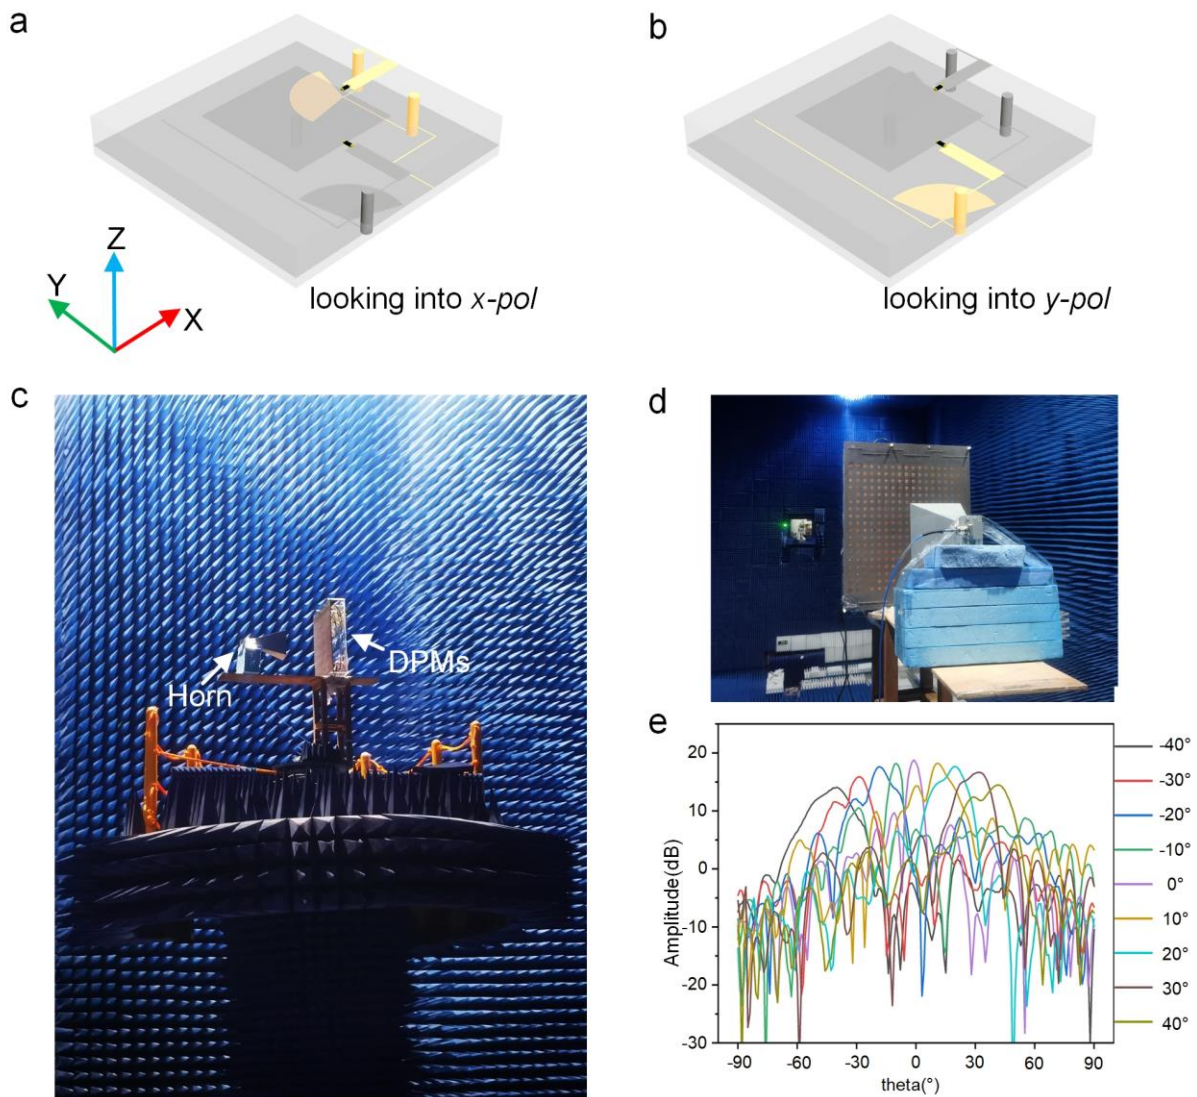 a
b
Z
Y
X
looking into x-pol
looking into y-pol
c
d
Horn
DPMs
e
Amplitude(dB)
20
10
0
-10
-20
-30
-90
-60
-30
0
30
60
90
theta(°)
-40°
-30°
-20°
-10°
0°
10°
20°
30°
40°